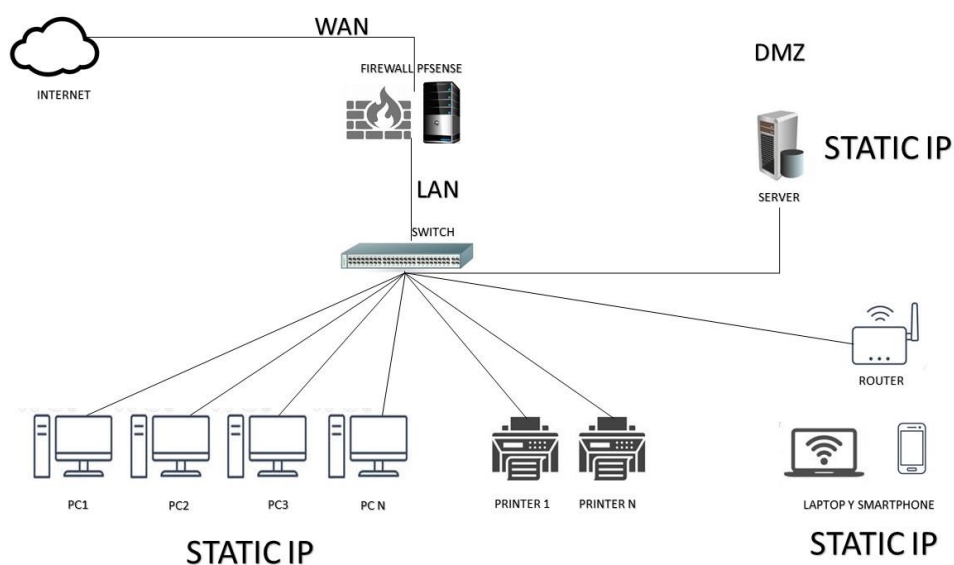 WAN
INTERNET
FIREWALL PFSENSE
DMZ
STATIC IP
SERVER
LAN
SWITCH
ROUTER
PC1
PC2
PC3
PC N
PRINTER 1
PRINTER N
LAPTOP Y SMARTPHONE
STATIC IP
STATIC IP